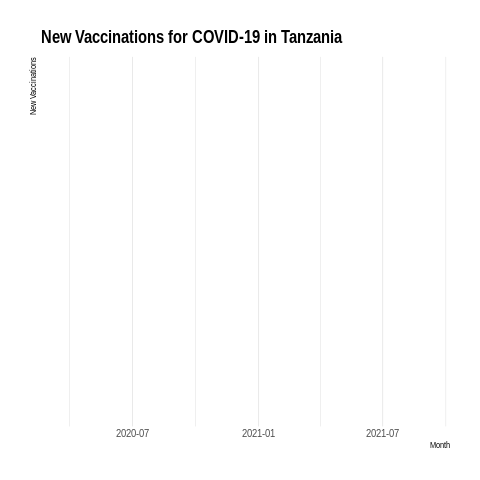 New Vaccinations for COVID-19 in Tanzania
New Vaccinations
2020-07 2021-01 2021-07
Month